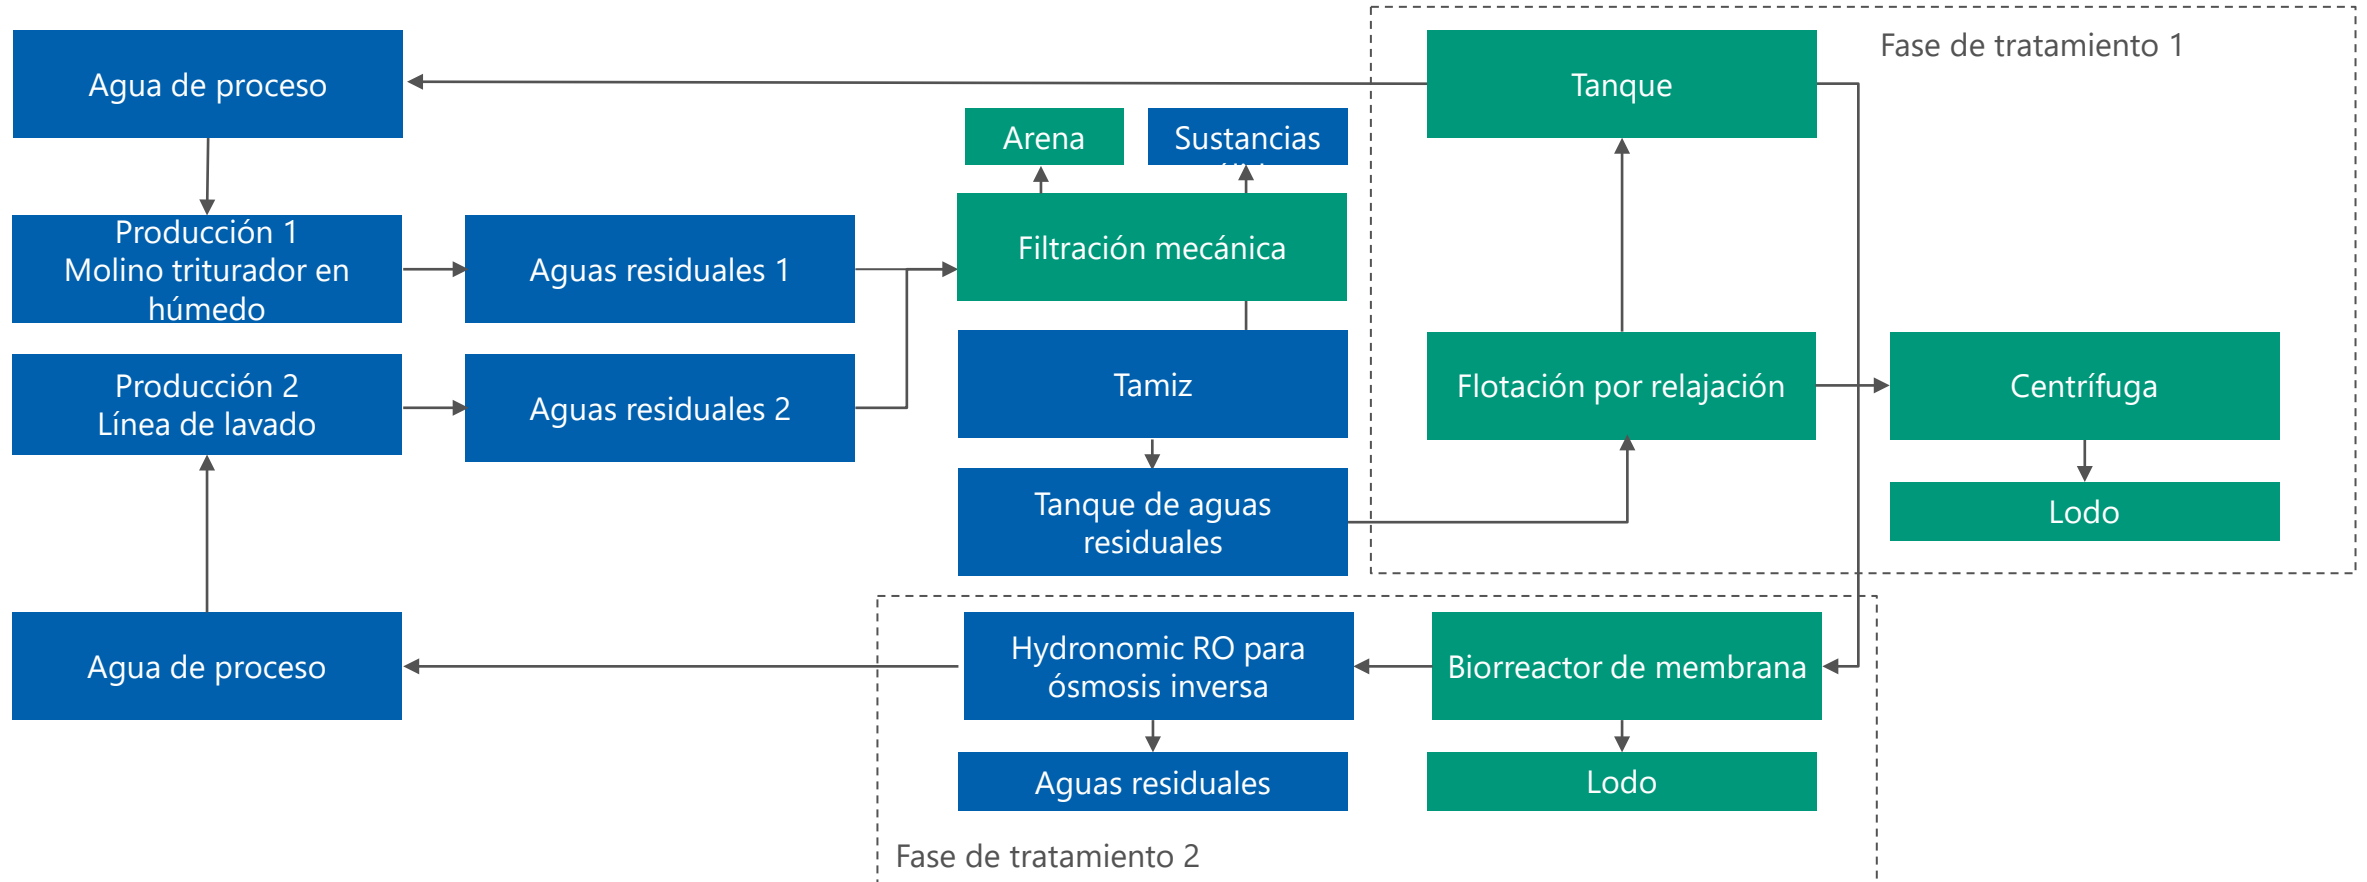 Fase de tratamiento 1
Agua de proceso
Tanque
Arena
Sustancias
Producción 1
Molino triturador en
húmedo
Aguas residuales 1
Filtración mecánica
Producción 2
Línea de lavado
Aguas residuales 2
Tamiz
Flotación por relajación
Centrífuga
Tanque de aguas
residuales
Lodo
Agua de proceso
Hydronomic RO para
ósmosis inversa
Biorreactor de membrana
Aguas residuales
Lodo
Fase de tratamiento 2